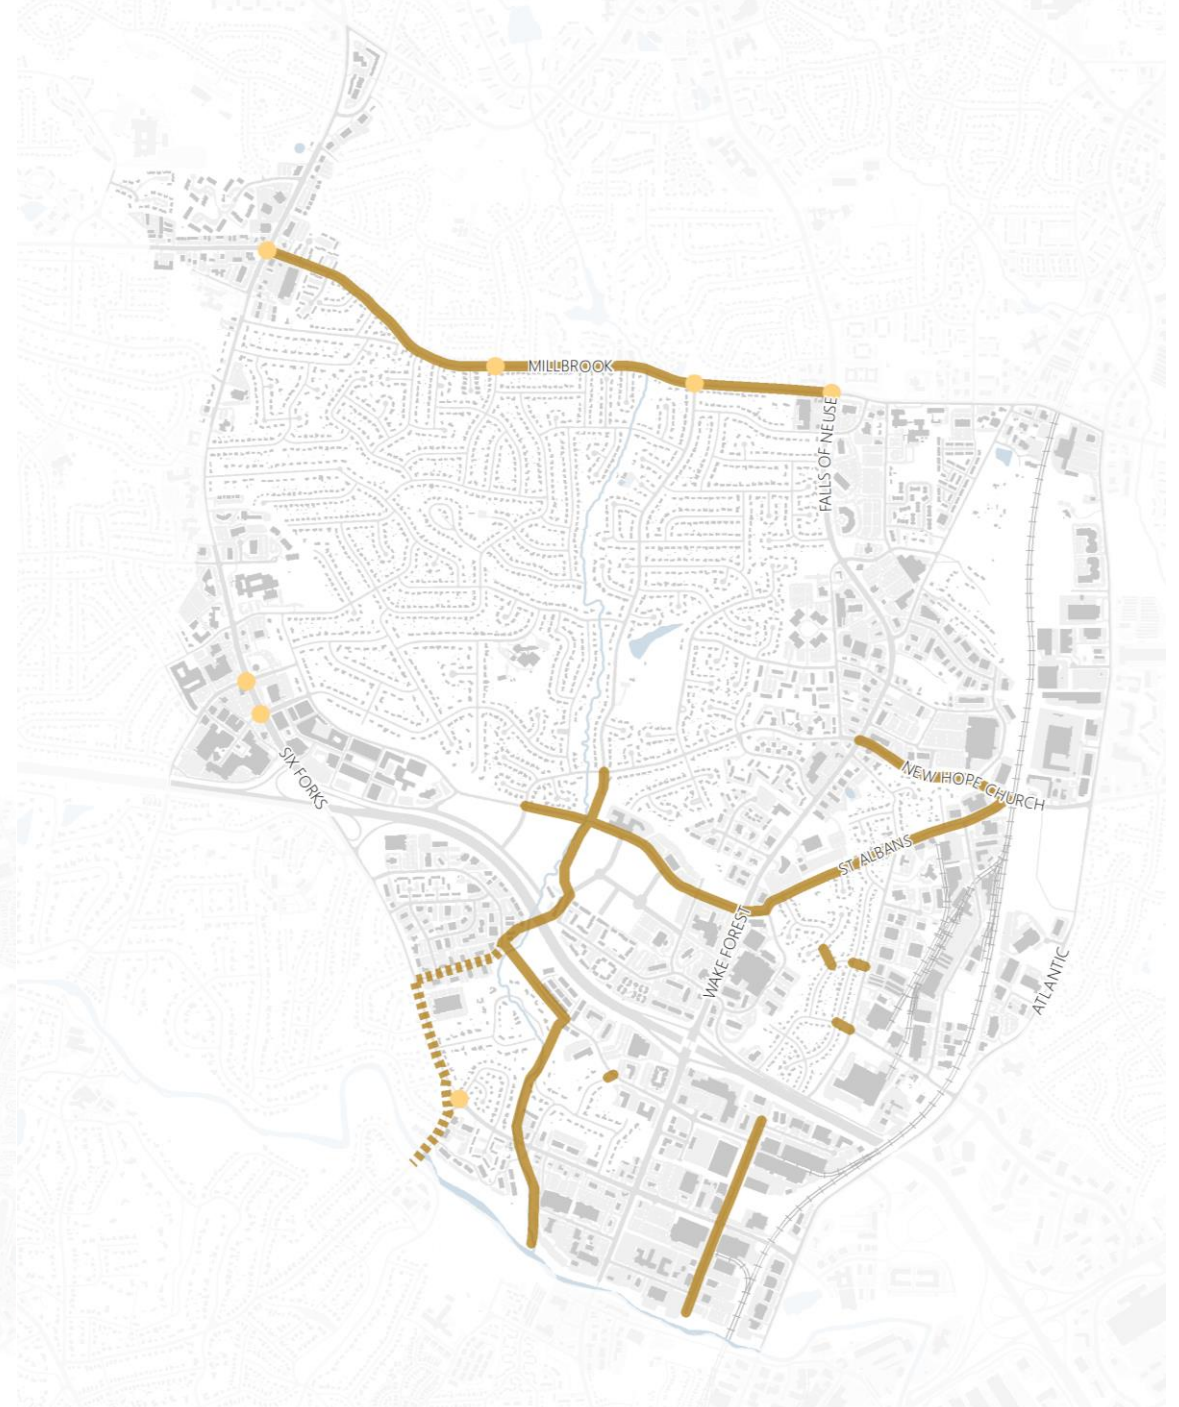 MILLBROOK
FALLS OF NEUSE
SIX FORKS
NEW HOPE CHURCH
ST ALBANS
WAKE FOREST
ATLANTIC